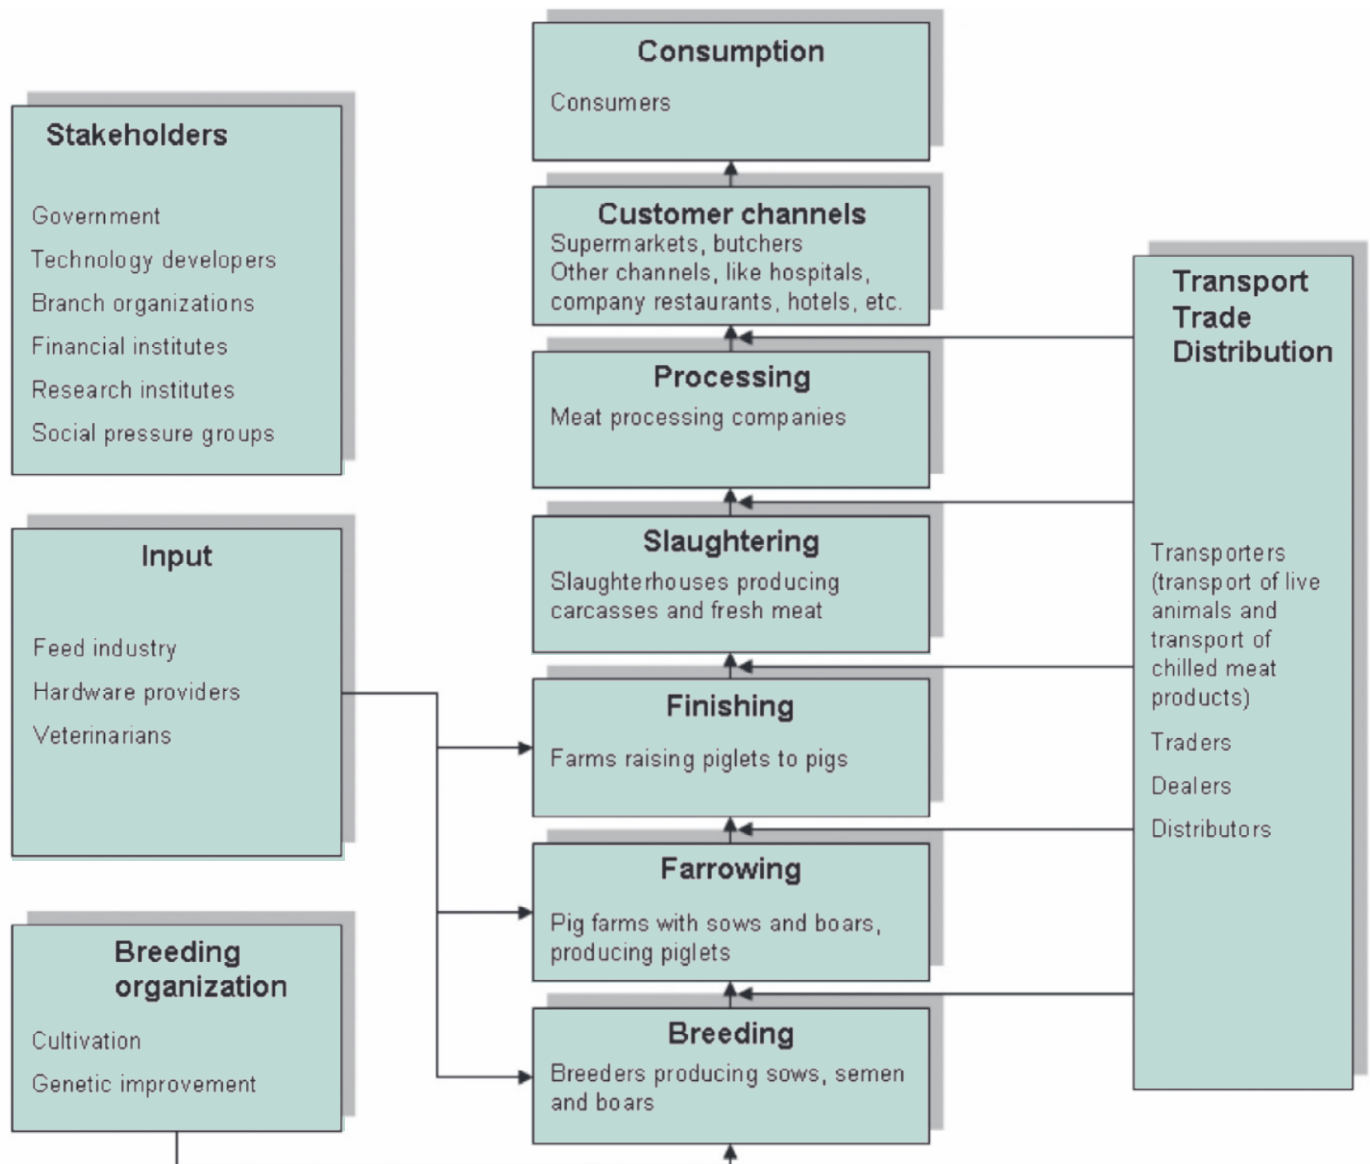 Consumption
Consumers
Stakeholders
Government
Technology developers
Branch organizations
Financial institutes
Research institutes
Social pressure groups
Customer channels
Supermarkets, butchers
Other channels, like hospitals,
company restaurants, hotels, etc.
Transport
Trade
Distribution
Transporters
(transport of live
animals and
transport of
chilled meat
products)
Traders
Dealers
Distributors
Processing
Meat processing companies
Slaughtering
Slaughterhouses producing
carcasses and fresh meat
Input
Feed industry
Hardware providers
Veterinarians
Finishing
Farms raising piglets to pigs
Farrowing
Pig farms with sows and boars,
producing piglets
Breeding
organization
Cultivation
Genetic improvement
Breeding
Breeders producing sows, semen
and boars